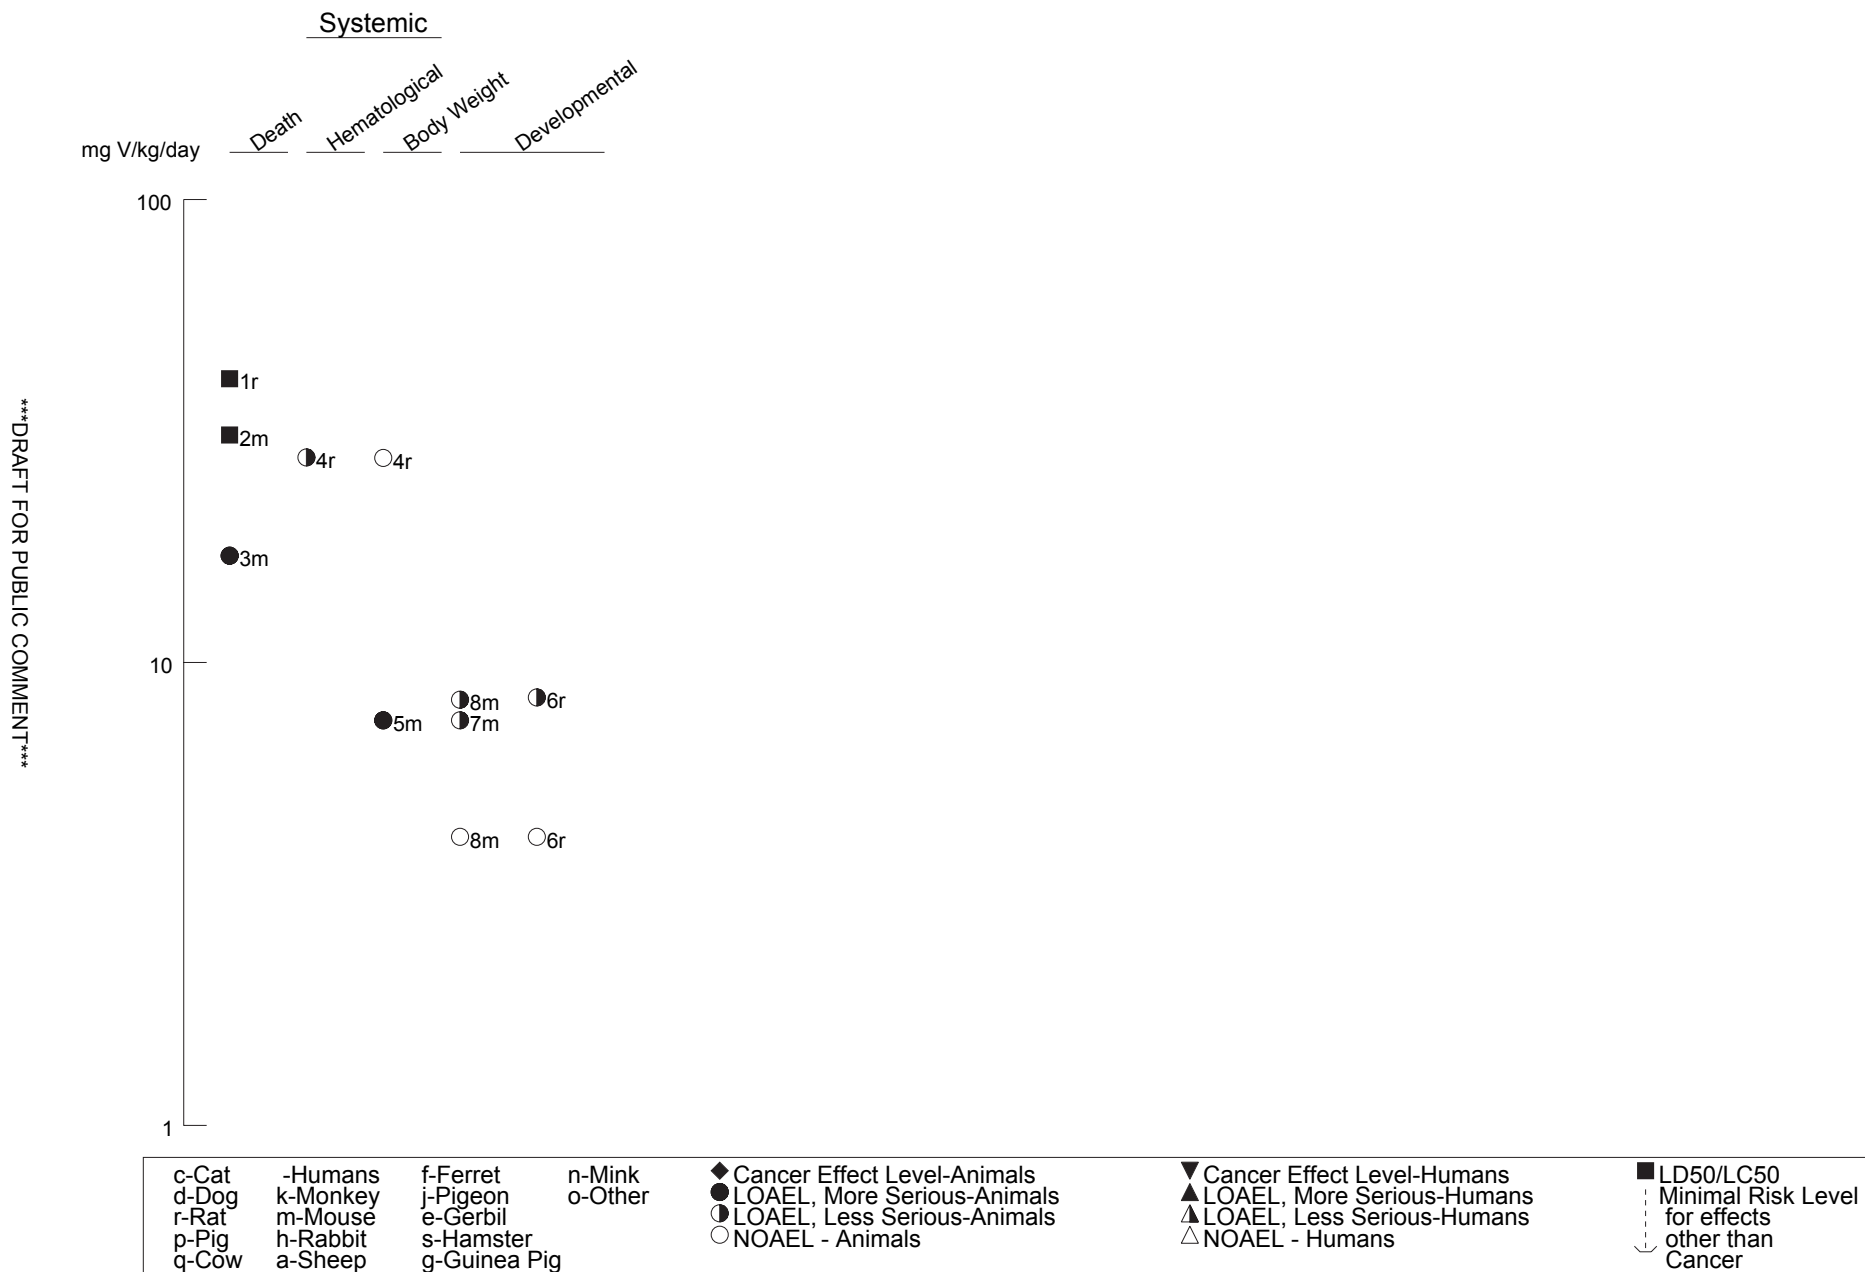 Systemic
Death
Hematological
Body Weight
Developmental
mg V/kg/day
100
1r
2m
4r
4r
3m
10
8m
6r
5m
7m
8m
6r
1
***DRAFT FOR PUBLIC COMMENT***
c-Cat -Humans f-Ferret n-Mink Cancer Effect Level-Animals Cancer Effect Level-Humans LD50/LC50
d-Dog k-Monkey j-Pigeon o-Other LOAEL, More Serious-Animals LOAEL, More Serious-Humans Minimal Risk Level
r-Rat m-Mouse e-Gerbil LOAEL, Less Serious-Animals LOAEL, Less Serious-Humans for effects
p-Pig h-Rabbit s-Hamster NOAEL - Animals NOAEL - Humans other than
q-Cow a-Sheep g-Guinea Pig Cancer